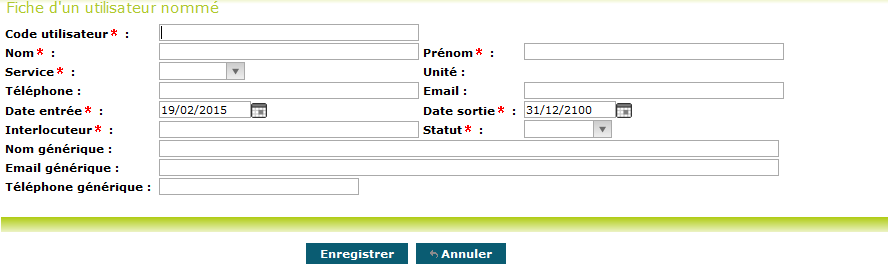 Fiche d'un utilisateur nommé
Code utilisateur* :
Nom* : Prénom* :
Service* : Unité :
Téléphone : Email :
Date entrée* : 19/02/2015 Date sortie* : 31/12/2100
Interlocuteur* : Statut* :
Nom générique :
Email générique :
Téléphone générique :
Enregistrer Annuler